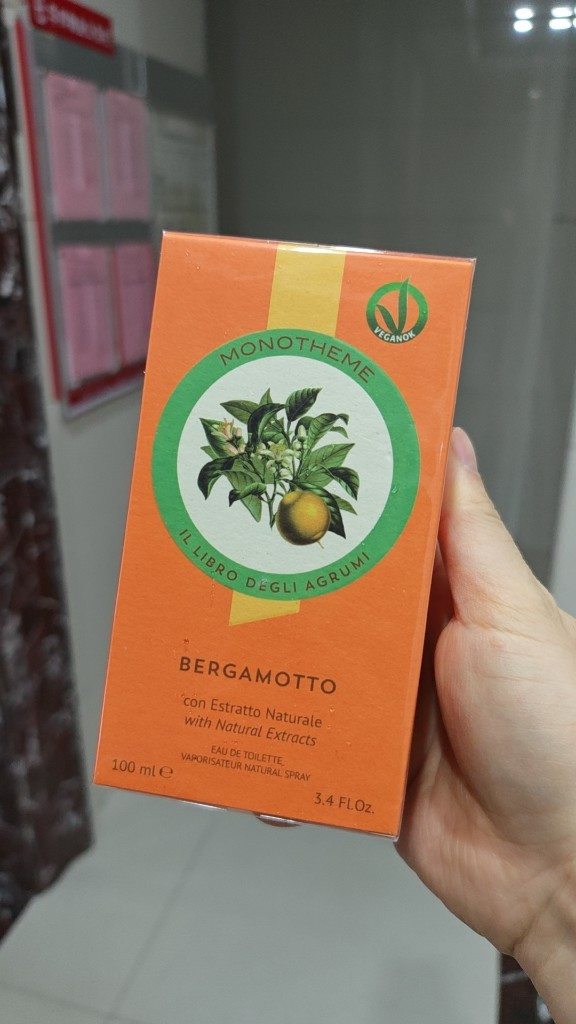 VEGANOK
MONOTHEME
IL LIBRO DEGLI AGRUMI
BERGAMOTTO
con Estratto Naturale
with Natural Extracts
EAU DE TOILETTE
VAPORISATEUR NATURAL SPRAY
100 ml ℮
3.4 Fl.Oz.